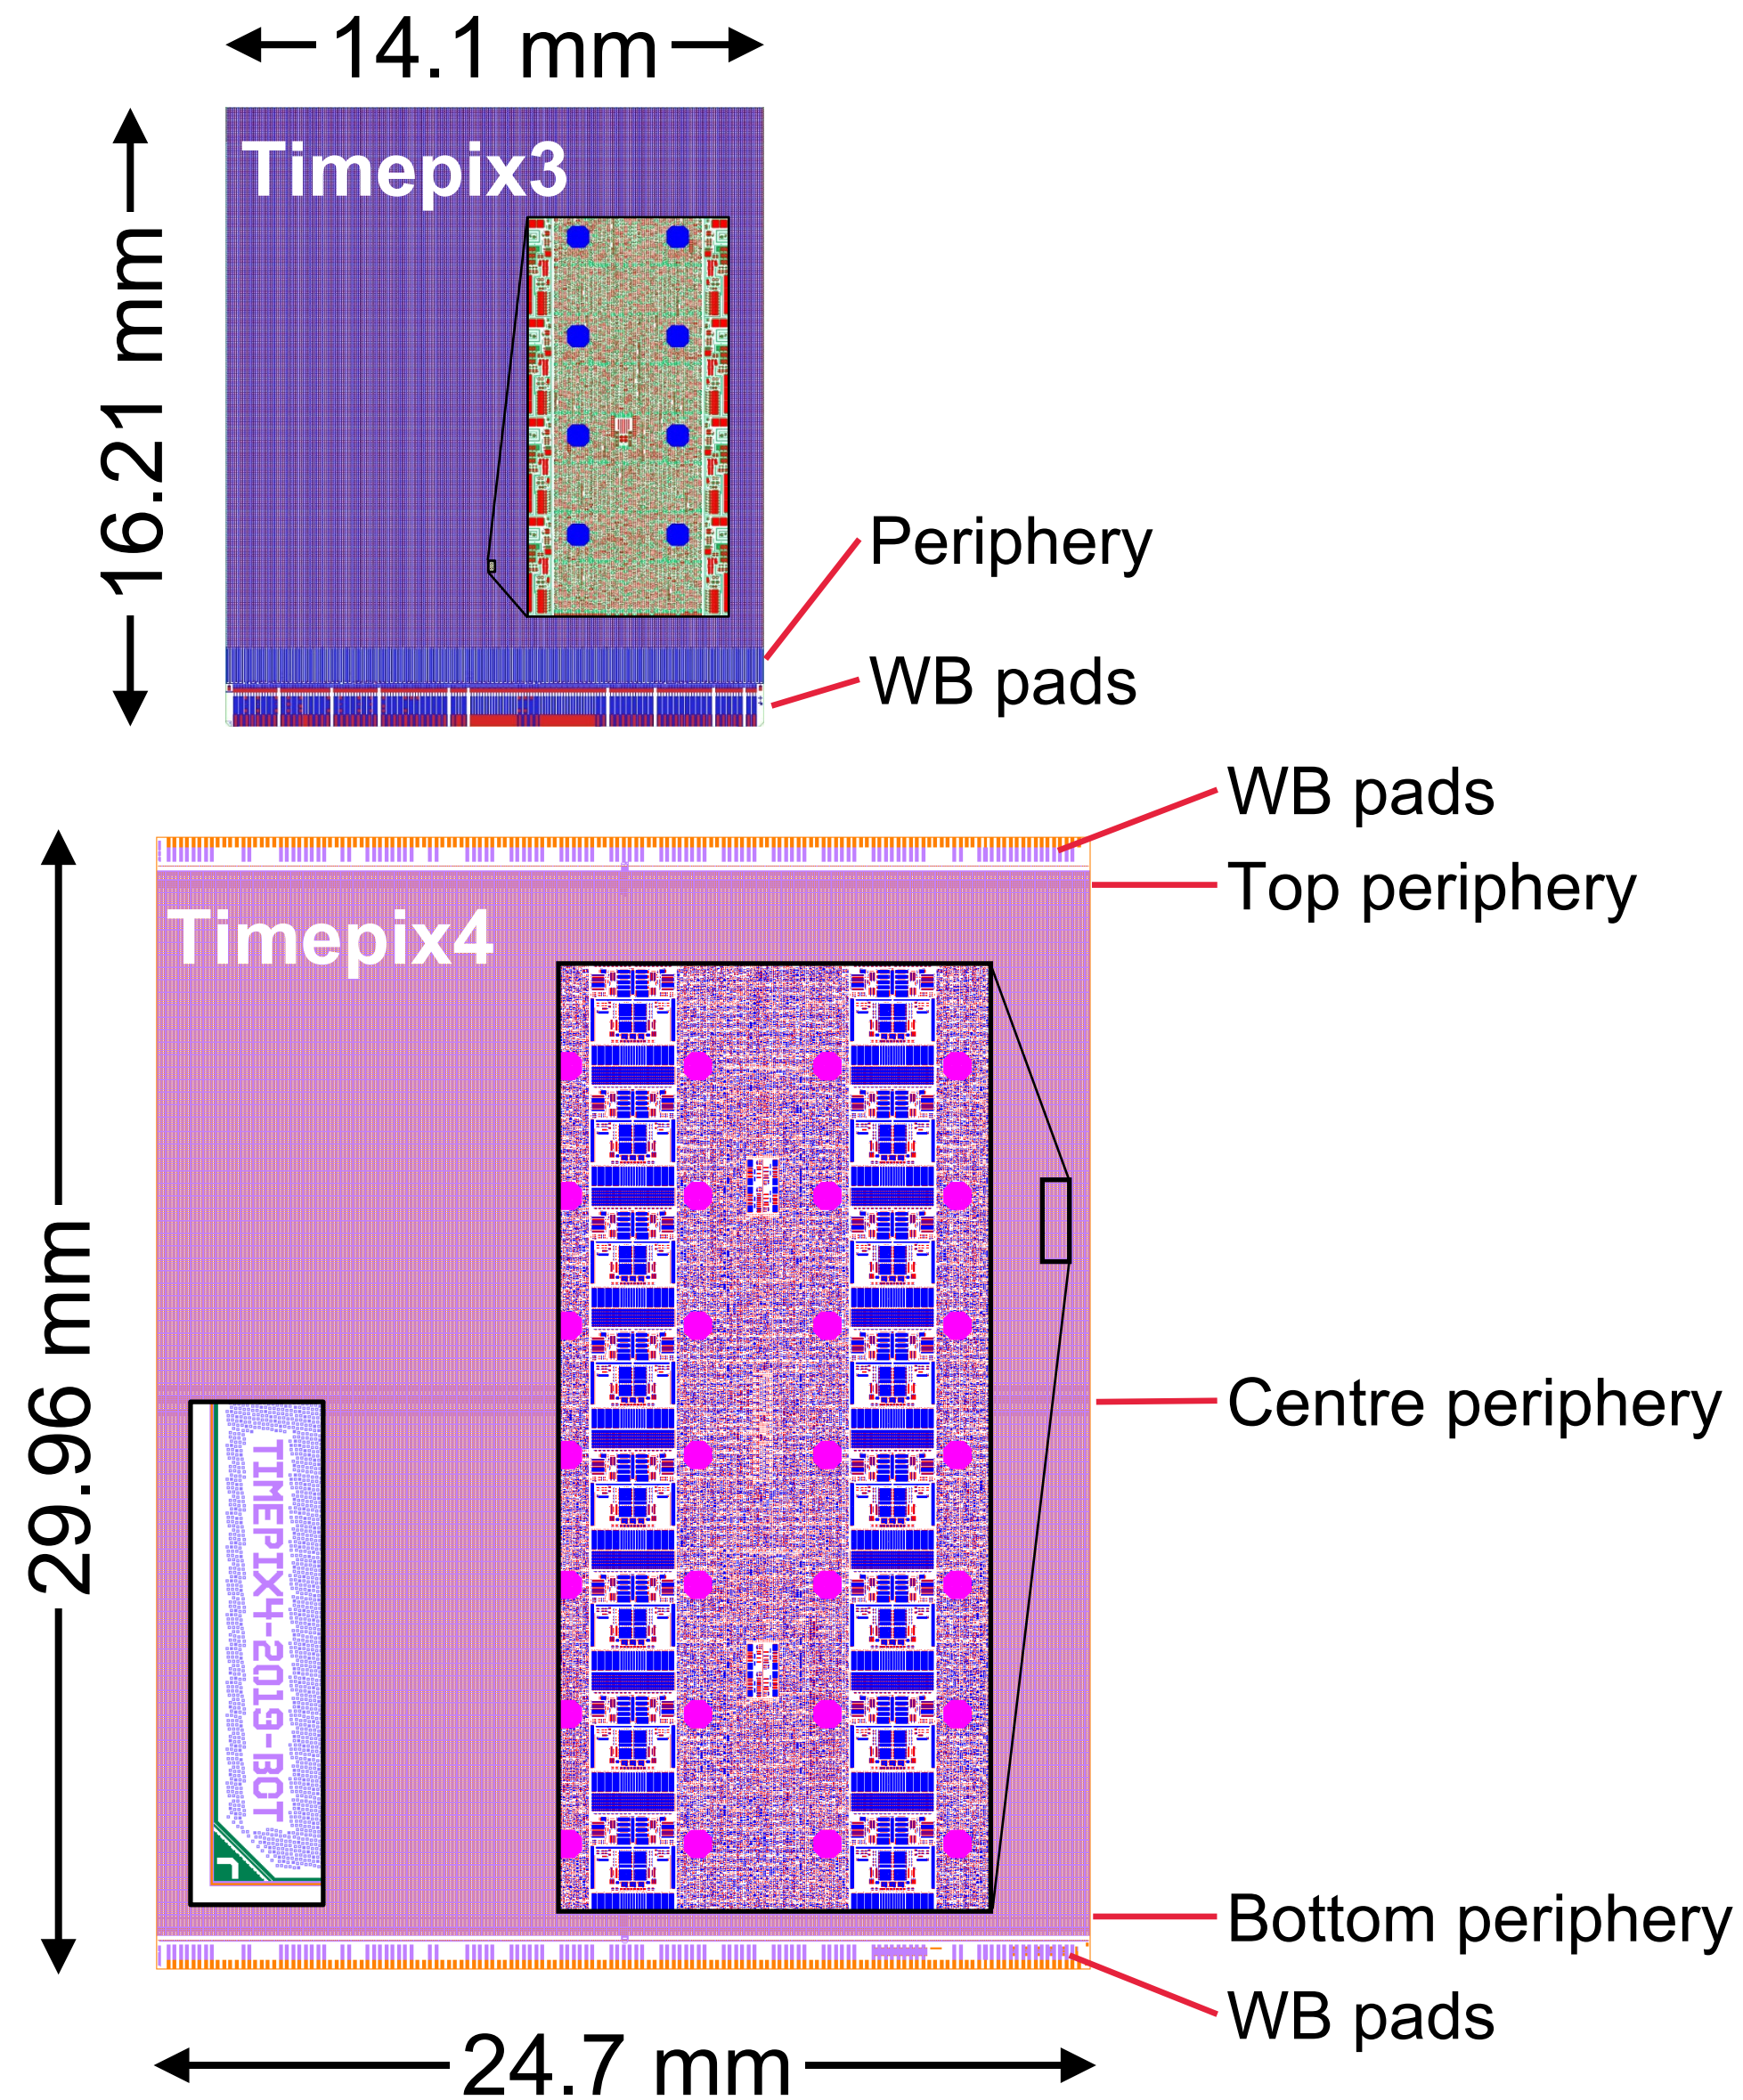 14.1 mm
Timepix3
16.21 mm
Periphery
WB pads
WB pads
Top periphery
Timepix4
29.96 mm
Centre periphery
TIMEPIX4-2019-BOT
Bottom periphery
WB pads
24.7 mm